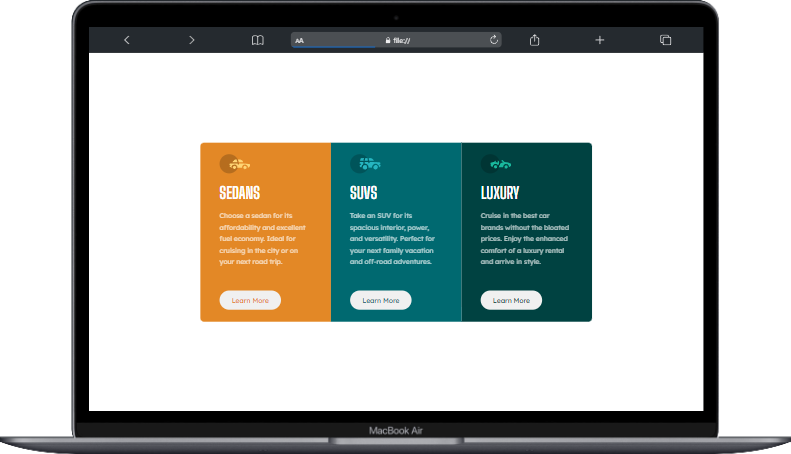 AA
file://
SEDANS
Choose a sedan for its
affordability and excellent
fuel economy. Ideal for
cruising in the city or on
your next road trip.
Learn More
SUVS
Take an SUV for its
spacious interior, power,
and versatility. Perfect for
your next family vacation
and off-road adventures.
Learn More
LUXURY
Cruise in the best car
brands without the bloated
prices. Enjoy the enhanced
comfort of a luxury rental
and arrive in style.
Learn More
MacBook Air